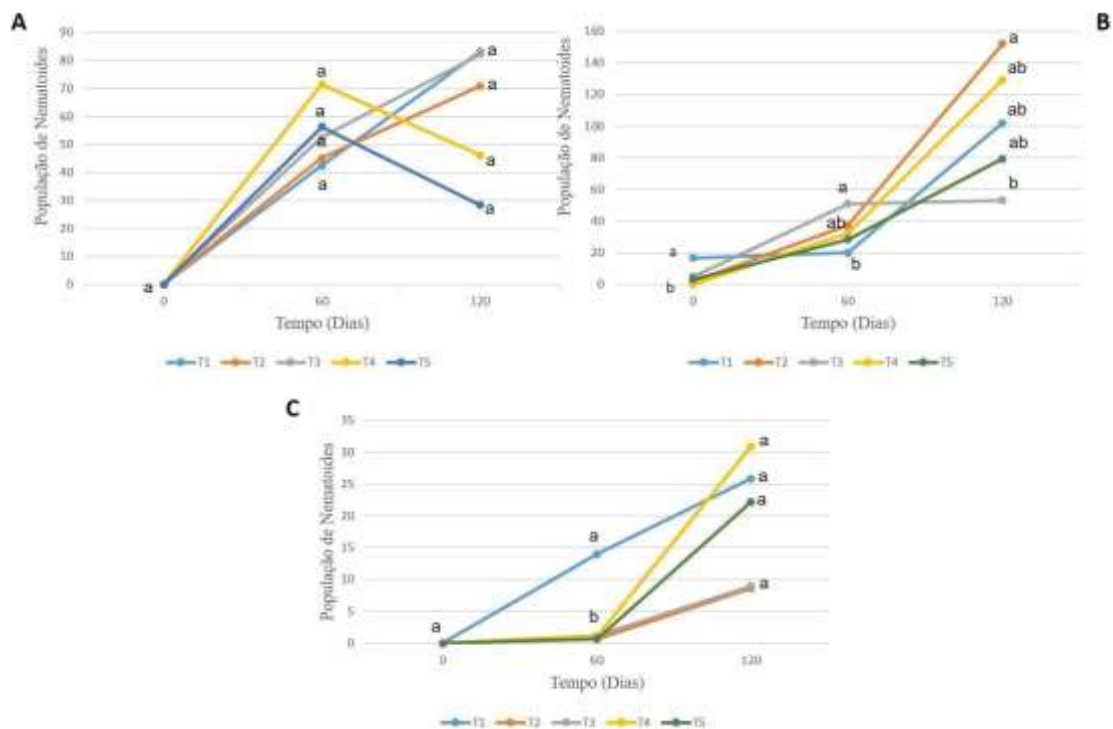 A
População de Nematoides
90
80
70
60
50
40
30
20
10
0
a
a
a
a
a
a
a
a
a
0
60
120
Tempo (Dias)
T1
T2
T3
T4
T5
B
População de Nematoides
160
140
120
100
80
60
40
20
0
a
b
a
ab
b
a
ab
ab
ab
b
0
60
120
Tempo (Dias)
T1
T2
T3
T4
T5
C
População de Nematoides
35
30
25
20
15
10
5
0
a
a
b
a
a
a
a
0
60
120
Tempo (Dias)
T1
T2
T3
T4
T5